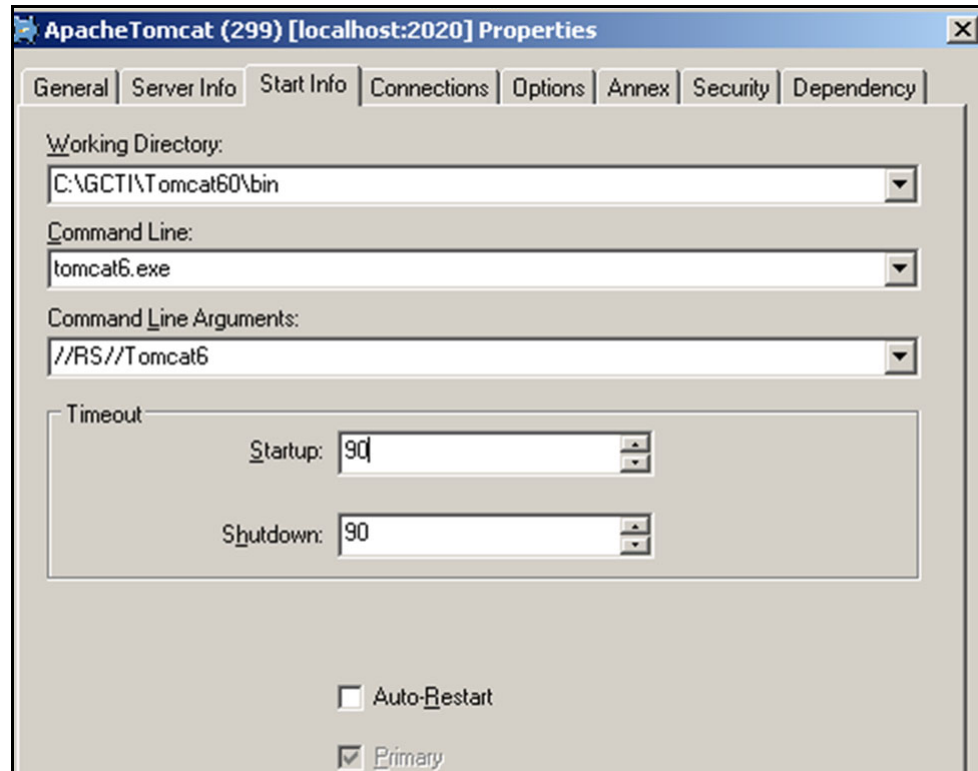 ApacheTomcat (299) [localhost:2020] Properties
General Server Info Start Info Connections Options Annex Security Dependency
Working Directory:
C:\GCTI\Tomcat60\bin
Command Line:
tomcat6.exe
Command Line Arguments:
//RS//Tomcat6
Timeout
Startup: 90
Shutdown: 90
Auto-Restart
Primary